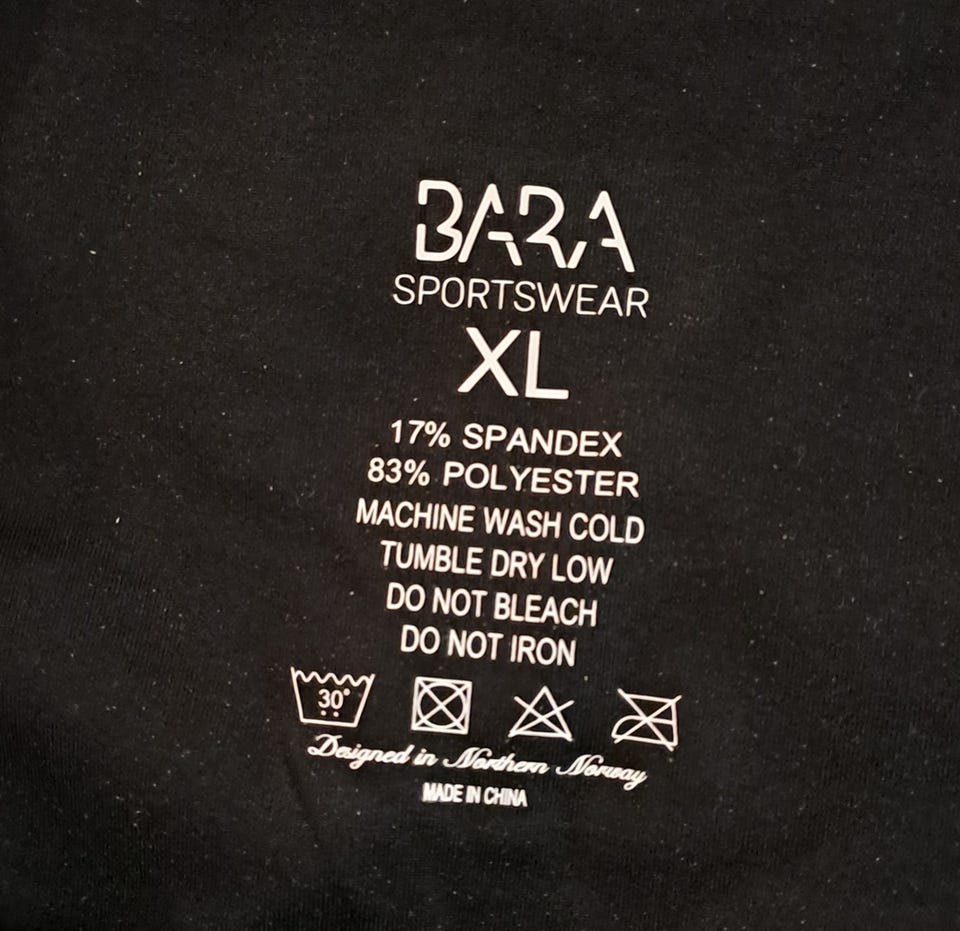 BARA
SPORTSWEAR
XL
17% SPANDEX
83% POLYESTER
MACHINE WASH COLD
TUMBLE DRY LOW
DO NOT BLEACH
DO NOT IRON
30°
Designed in Northern Norway
MADE IN CHINA